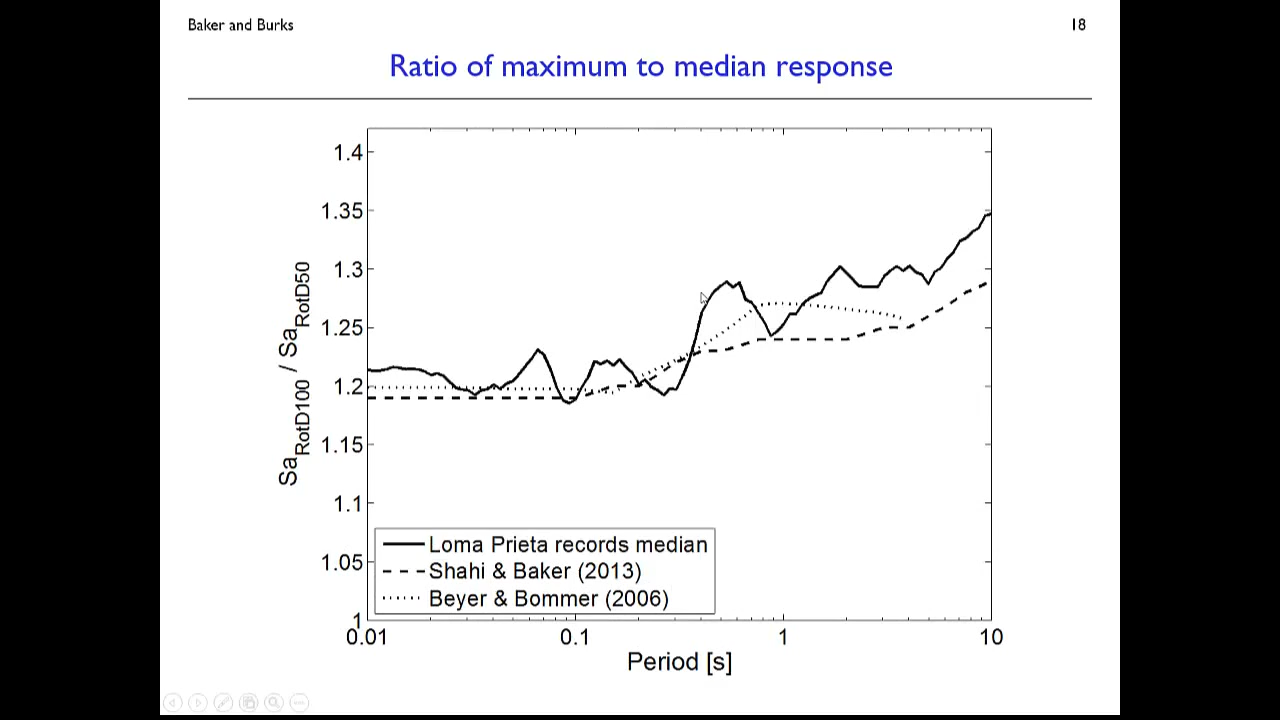 Baker and Burks
18
Ratio of maximum to median response
1.4
1.35
1.3
1.25
1.2
1.15
1.1
1.05
1
Sa_RotD100 / Sa_RotD50
Loma Prieta records median
Shahi & Baker (2013)
Beyer & Bommer (2006)
0.01 0.1 1 10
Period [s]